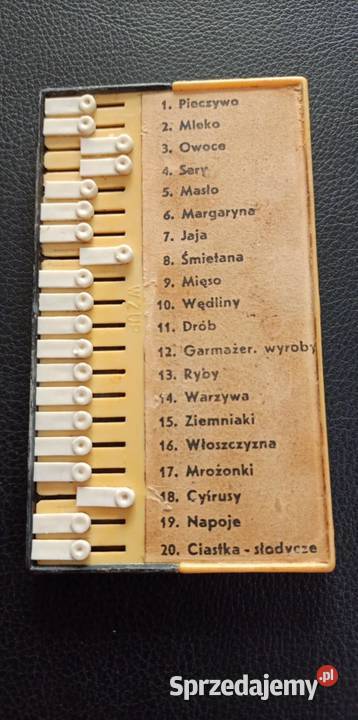 1. Pieczywo
2. Mleko
3. Owoce
4. Sery
5. Masło
6. Margaryna
7. Jaja
8. Śmietana
9. Mięso
10. Wędliny
11. Drób
12. Garmażer. wyroby
13. Ryby
14. Warzywa
15. Ziemniaki
16. Włoszczyzna
17. Mrożonki
18. Cytrusy
19. Napoje
20. Ciastka - słodycze
Sprzedajemy.pl